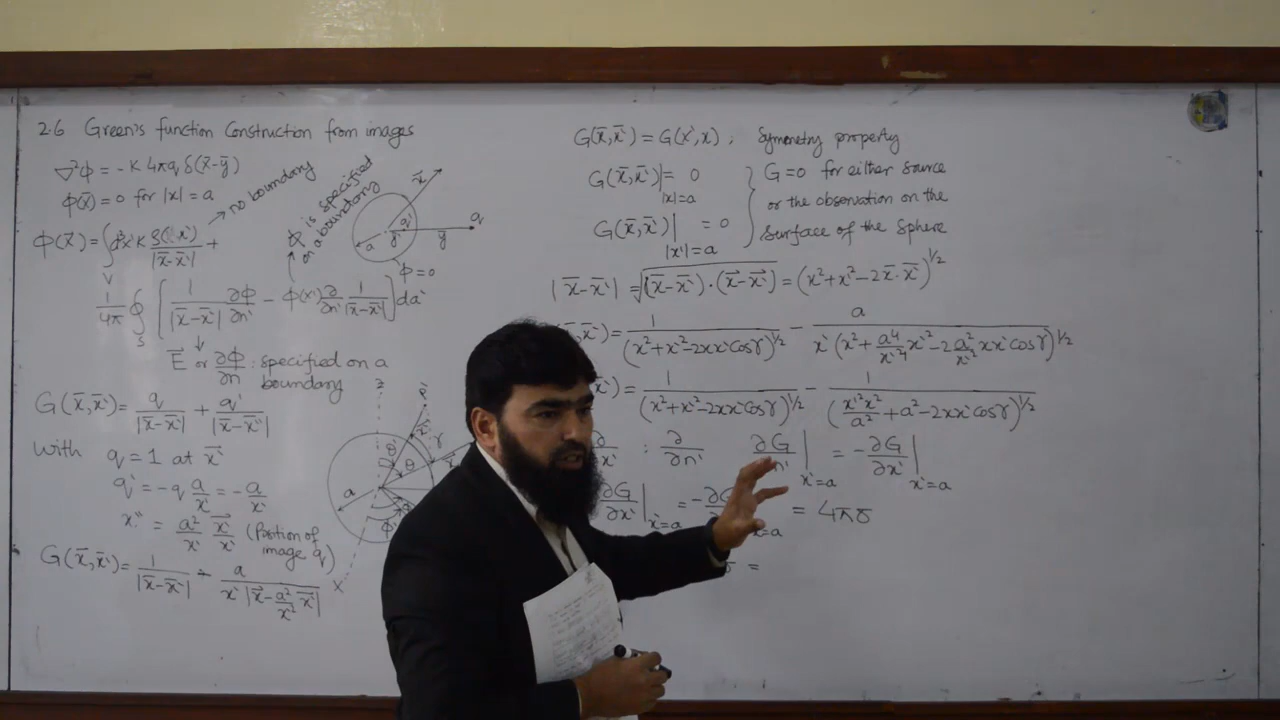 2.6 Green's function Construction from images
∇²Φ = -K 4πq δ(x̄-ȳ)
Φ(x̄) = 0 for |x| = a
→ no boundary
Φ is specified on a boundary
Φ(x̄) = ∫ d³x' K ρ(x') / |x̄-x̄'| +
V
1/4π ∮ [ 1/|x̄-x̄'| ∂Φ/∂n' - Φ(x') ∂/∂n' 1/|x̄-x̄'| ] da'
S
E⃗ or ∂Φ/∂n : specified on a
boundary
x⃗
q
q'
y'
ȳ
a
Φ=0
G(x̄,x̄') = q/|x̄-x̄'| + q'/|x̄-x̄''|
With q=1 at x⃗'
q' = -q a/x' = -a/x'
x'' = a²/x' x⃗'/x' (Position of
image q')
G(x̄,x̄') = 1/|x̄-x̄'| - a / x'|x⃗ - a²/x'² x⃗'|
z
P
a
γ
θ
θ'
x
G(x̄,x̄') = G(x',x) ; Symmetry property
G(x̄,x̄')| |x|=a = 0 } G=0 for either source
or the observation on the
G(x̄,x̄')| |x'|=a = 0 surface of the Sphere
|x̄-x̄'| = √((x̄-x̄')·(x⃗-x⃗')) = (x²+x'²-2x̄·x̄')^1/2
x̄') = 1/(x²+x'²-2xx'Cosγ)^1/2 - a / x'(x² + a⁴/x'⁴ x'² - 2 a²/x'² xx'Cosγ)^1/2
x') = 1/(x²+x'²-2xx'Cosγ)^1/2 - 1/(x'²x²/a² + a² - 2xx'Cosγ)^1/2
∂/∂x' : ∂/∂n' ∂G/∂n'|x'=a = -∂G/∂x'|x'=a
∂G/∂x'|x'=a = -∂G x'=a = 4πσ
σ =